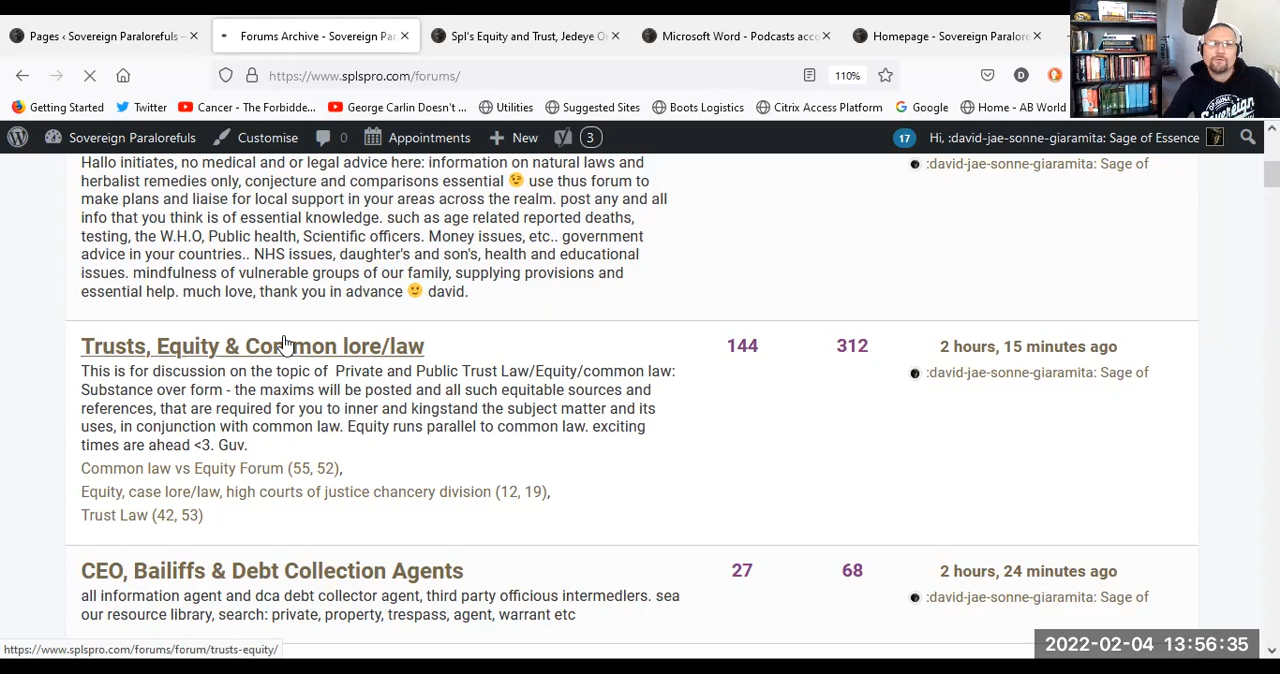 Pages ‹ Sovereign Paralorefuls –
Forums Archive - Sovereign Par
Spl's Equity and Trust, Jedeye O
Microsoft Word - Podcasts acc
Homepage - Sovereign Paralore
https://www.splspro.com/forums/
110%
Getting Started
Twitter
Cancer - The Forbidde...
George Carlin Doesn't ...
Utilities
Suggested Sites
Boots Logistics
Citrix Access Platform
Google
Home - AB World
Sovereign Paralorefuls
Customise
0
Appointments
New
3
17
Hi, :david-jae-sonne-giaramita: Sage of Essence
Hallo initiates, no medical and or legal advice here: information on natural laws and
herbalist remedies only, conjecture and comparisons essential 😉 use thus forum to
make plans and liaise for local support in your areas across the realm. post any and all
info that you think is of essential knowledge. such as age related reported deaths,
testing, the W.H.O, Public health, Scientific officers. Money issues, etc.. government
advice in your countries.. NHS issues, daughter's and son's, health and educational
issues. mindfulness of vulnerable groups of our family, supplying provisions and
essential help. much love, thank you in advance 🙂 david.
:david-jae-sonne-giaramita: Sage of
Trusts, Equity & Common lore/law
144
312
2 hours, 15 minutes ago
:david-jae-sonne-giaramita: Sage of
This is for discussion on the topic of Private and Public Trust Law/Equity/common law:
Substance over form - the maxims will be posted and all such equitable sources and
references, that are required for you to inner and kingstand the subject matter and its
uses, in conjunction with common law. Equity runs parallel to common law. exciting
times are ahead <3. Guv.
Common law vs Equity Forum (55, 52),
Equity, case lore/law, high courts of justice chancery division (12, 19),
Trust Law (42, 53)
CEO, Bailiffs & Debt Collection Agents
27
68
2 hours, 24 minutes ago
:david-jae-sonne-giaramita: Sage of
all information agent and dca debt collector agent, third party officious intermedlers. sea
our resource library, search: private, property, trespass, agent, warrant etc
https://www.splspro.com/forums/forum/trusts-equity/
2022-02-04 13:56:35